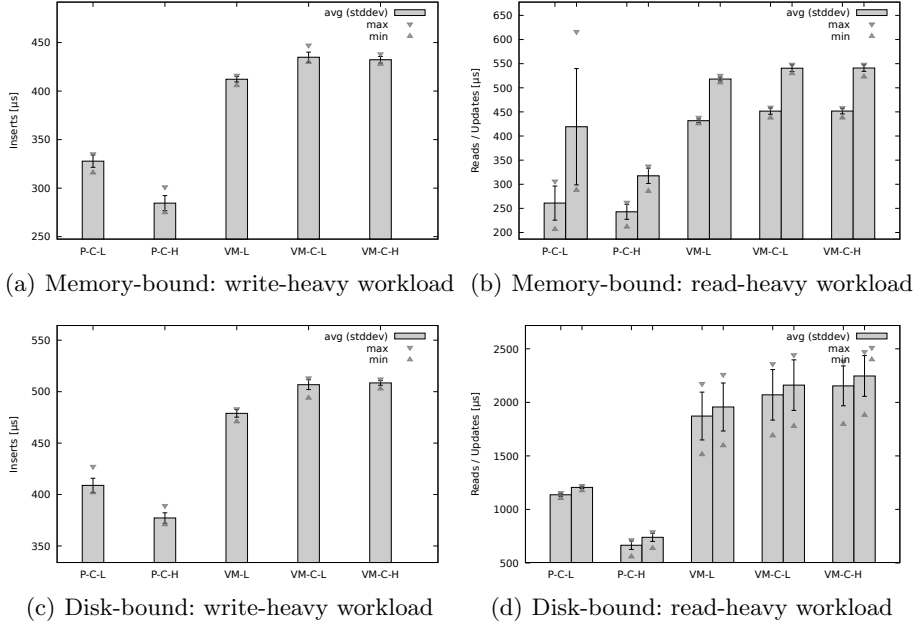 avg (stddev)
max
min
450
400
350
300
250
Inserts [µs]
P-C-L P-C-H VM-L VM-C-L VM-C-H
(a) Memory-bound: write-heavy workload
avg (stddev)
max
min
650
600
550
500
450
400
350
300
250
200
Reads / Updates [µs]
P-C-L P-C-H VM-L VM-C-L VM-C-H
(b) Memory-bound: read-heavy workload
avg (stddev)
max
min
550
500
450
400
350
Inserts [µs]
P-C-L P-C-H VM-L VM-C-L VM-C-H
(c) Disk-bound: write-heavy workload
avg (stddev)
max
min
2500
2000
1500
1000
500
Reads / Updates [µs]
P-C-L P-C-H VM-L VM-C-L VM-C-H
(d) Disk-bound: read-heavy workload